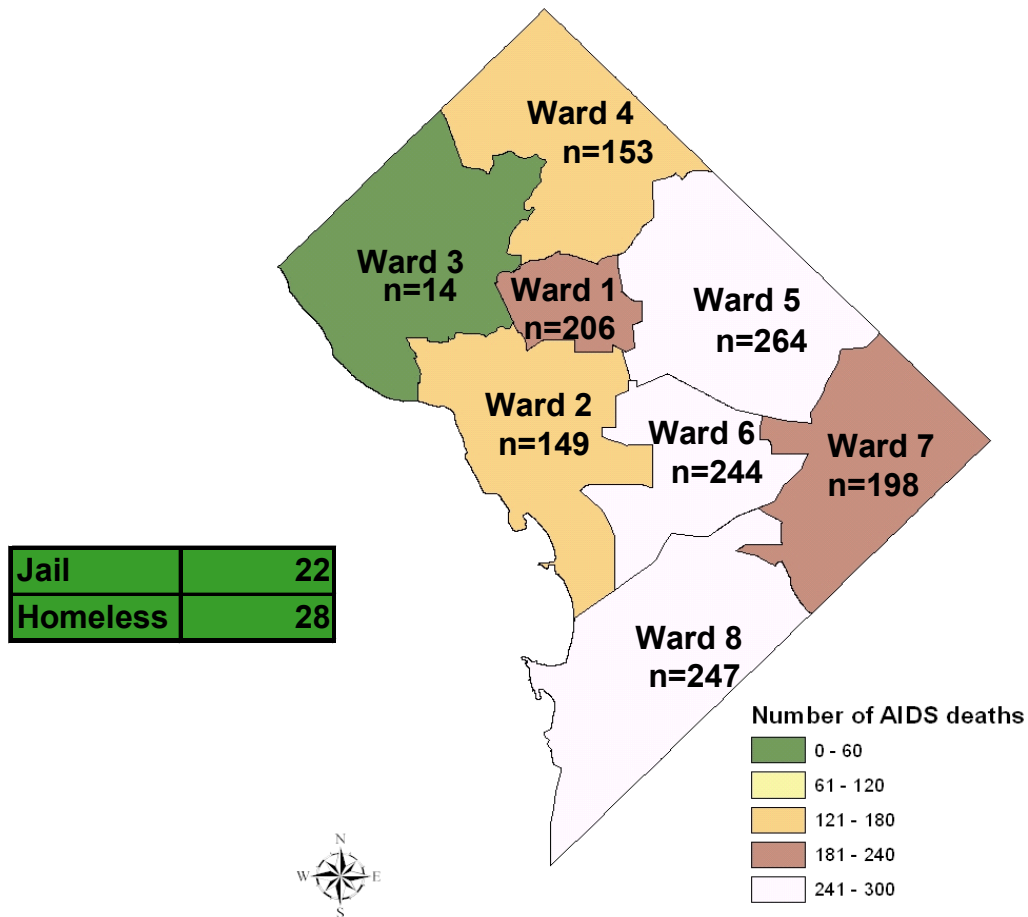 Ward 4
n=153
Ward 3
n=14
Ward 1
n=206
Ward 5
n=264
Ward 2
n=149
Ward 6
n=244
Ward 7
n=198
Jail 22
Homeless 28
Ward 8
n=247
Number of AIDS deaths
0 - 60
61 - 120
121 - 180
181 - 240
241 - 300
N
W E
S